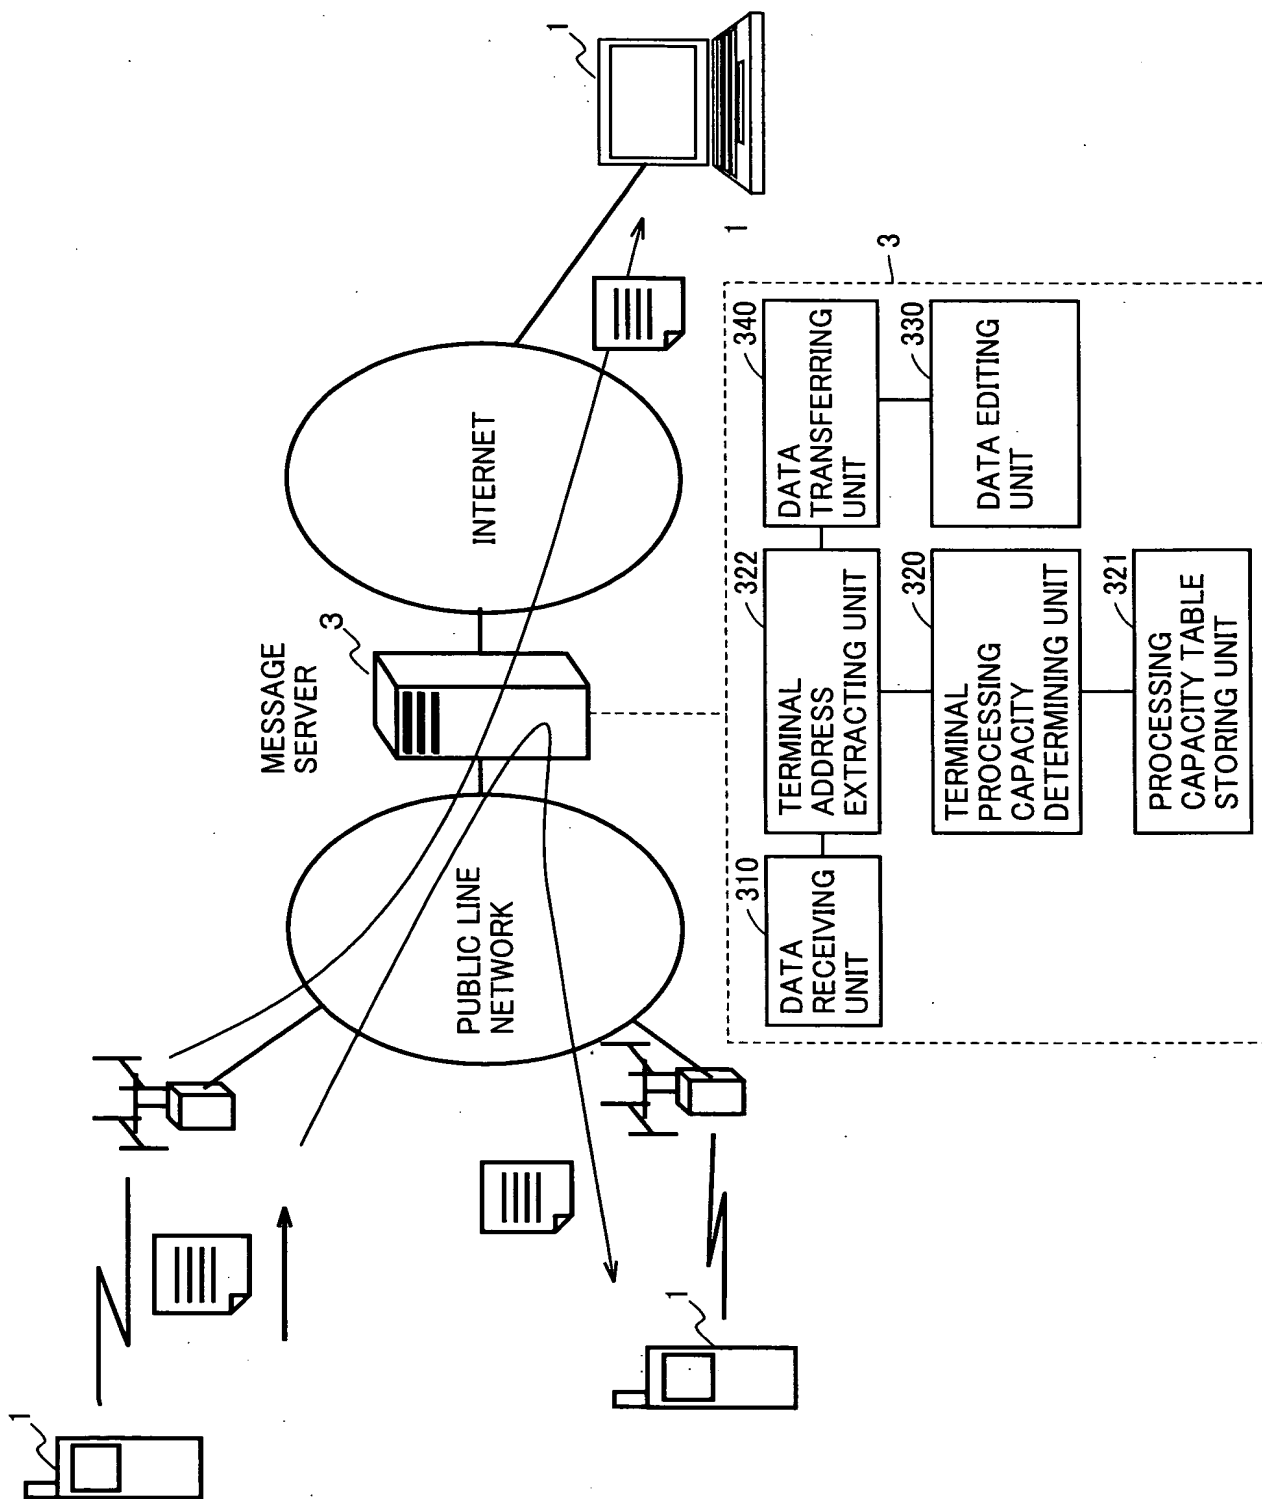 1
MESSAGE
SERVER
3
1
PUBLIC LINE
NETWORK
INTERNET
1
1
3
310
DATA
RECEIVING
UNIT
322
TERMINAL
ADDRESS
EXTRACTING UNIT
340
DATA
TRANSFERRING
UNIT
320
TERMINAL
PROCESSING
CAPACITY
DETERMINING UNIT
330
DATA EDITING
UNIT
321
PROCESSING
CAPACITY TABLE
STORING UNIT